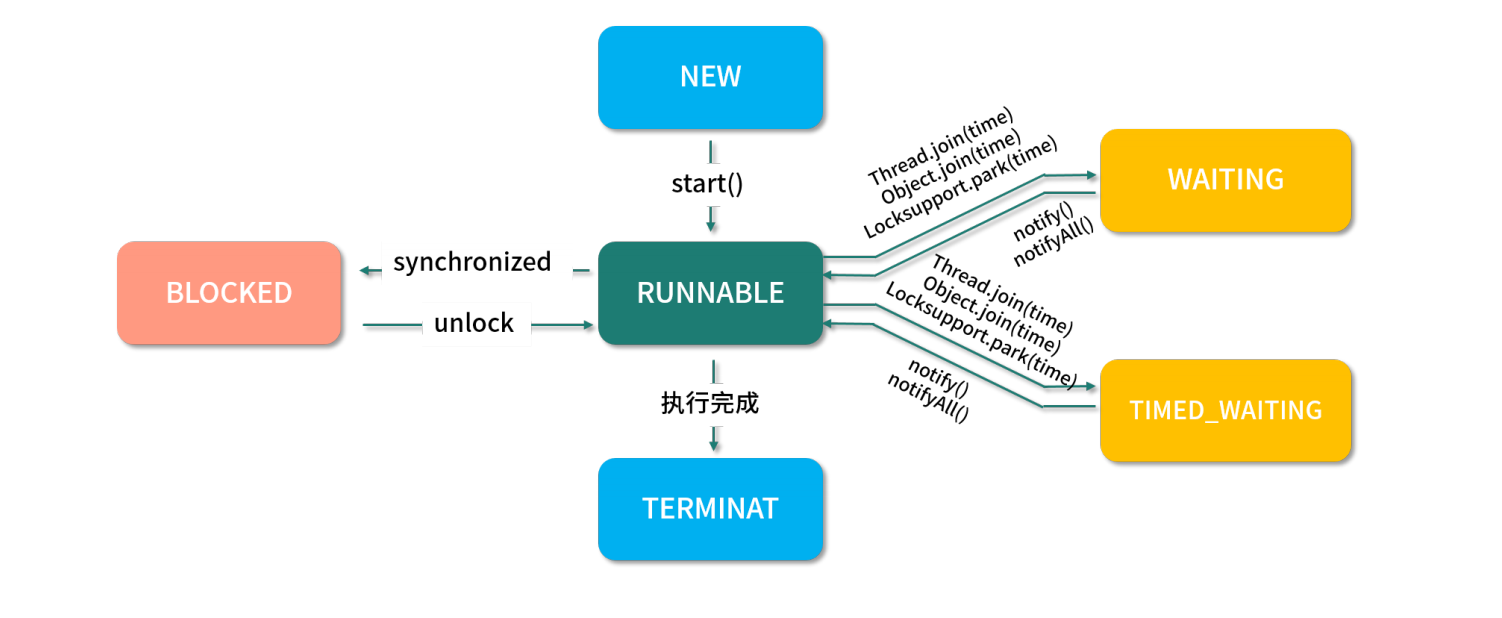 NEW
start()
Thread.join(time)
Object.join(time)
Locksupport.park(time)
WAITING
notify()
notifyAll()
synchronized
BLOCKED
RUNNABLE
unlock
Thread.join(time)
Object.join(time)
Locksupport.park(time)
notify()
notifyAll()
TIMED_WAITING
执行完成
TERMINAT